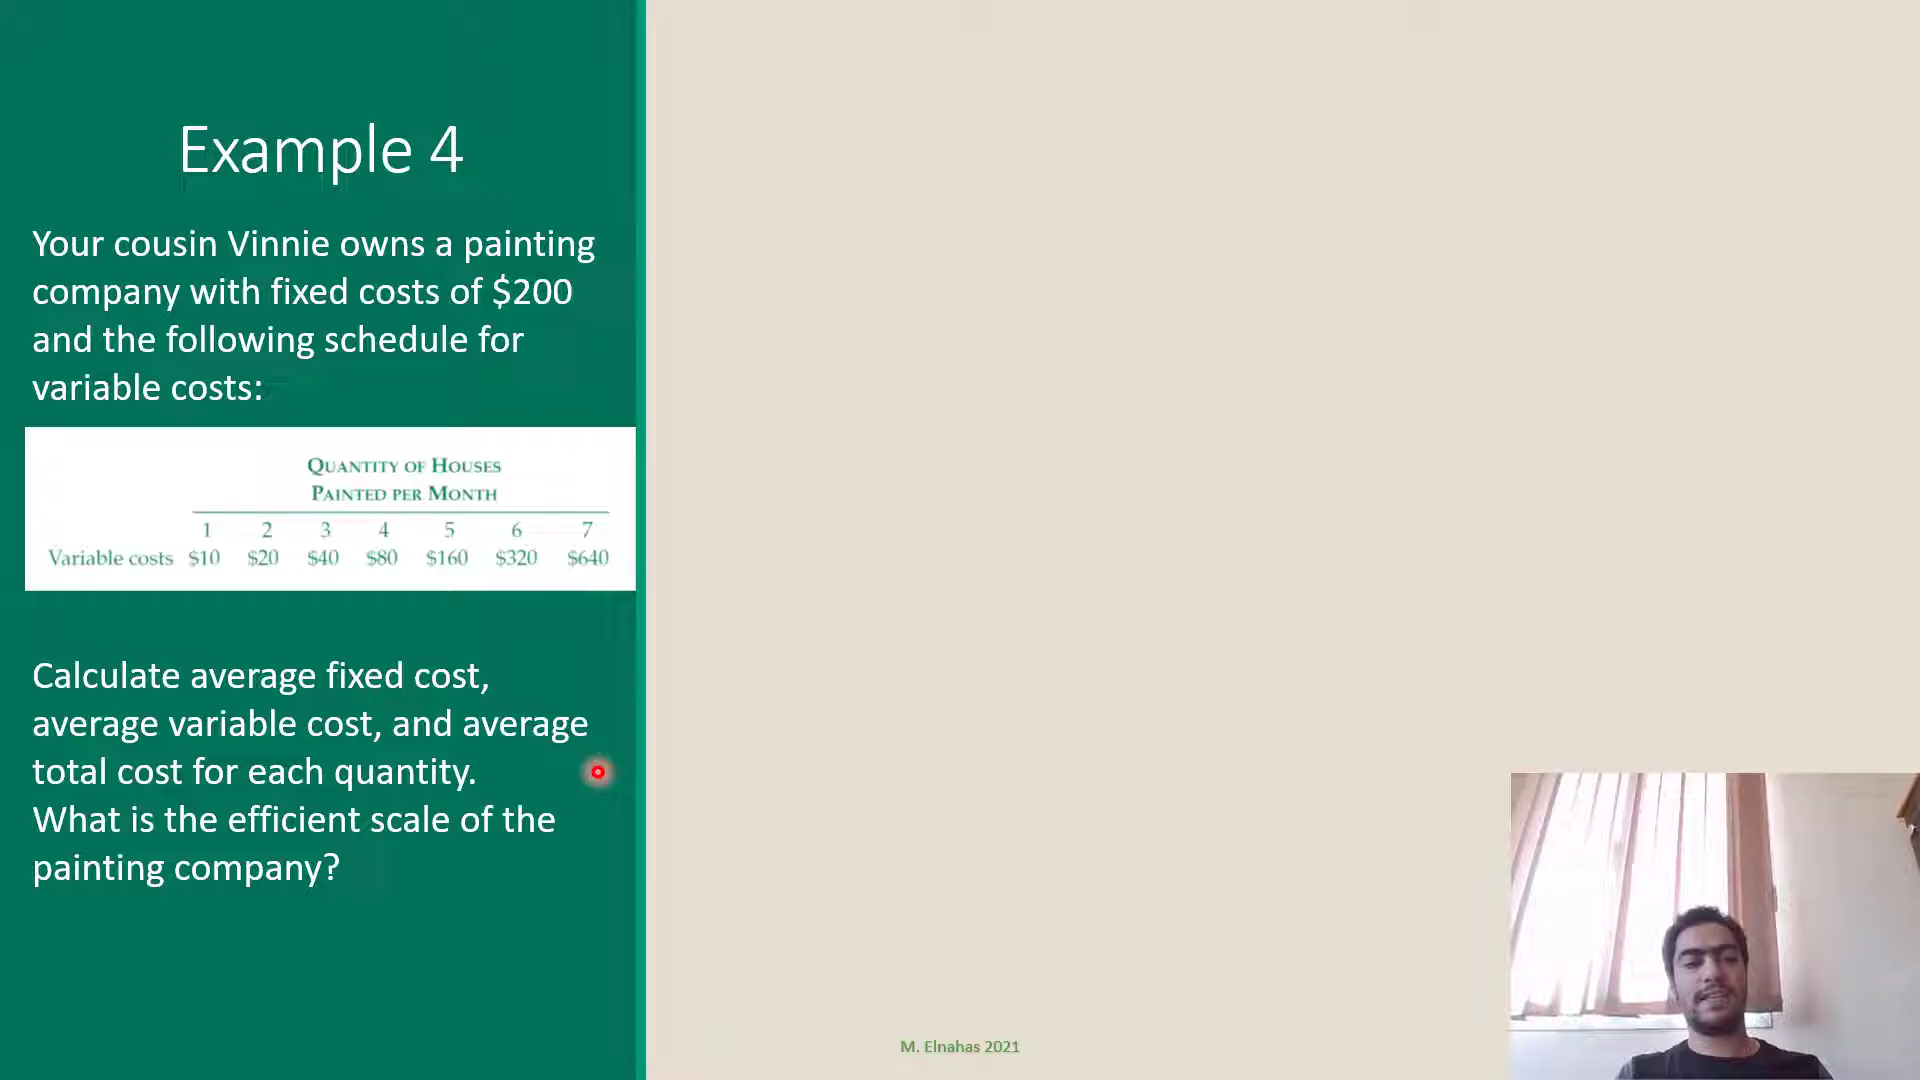 Example 4
Your cousin Vinnie owns a painting
company with fixed costs of $200
and the following schedule for
variable costs:
QUANTITY OF HOUSES
PAINTED PER MONTH
1 2 3 4 5 6 7
Variable costs $10 $20 $40 $80 $160 $320 $640
Calculate average fixed cost,
average variable cost, and average
total cost for each quantity.
What is the efficient scale of the
painting company?
M. Elnahas 2021